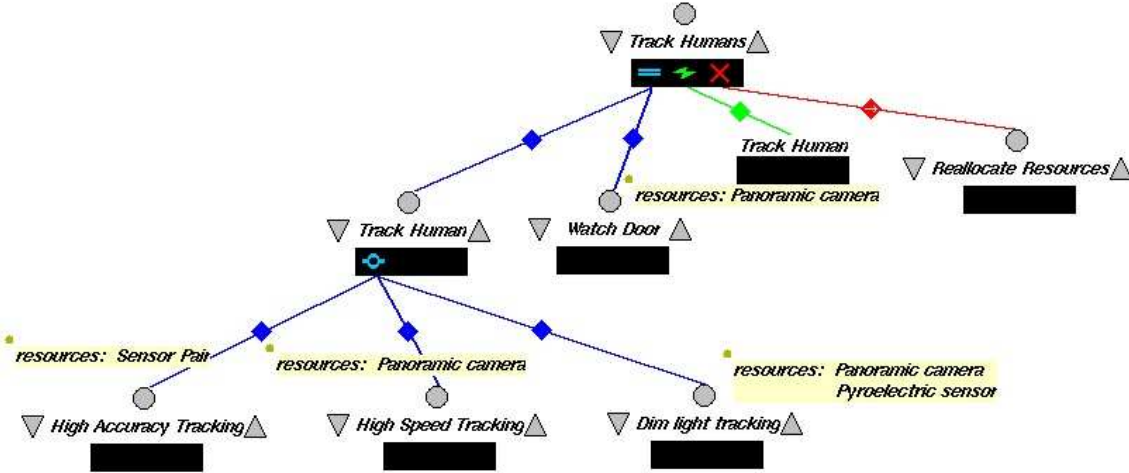 Track Humans
Track Human
Reallocate Resources
resources: Panoramic camera
Track Human
Watch Door
resources: Sensor Pair
resources: Panoramic camera
resources: Panoramic camera
Pyroelectric sensor
High Accuracy Tracking
High Speed Tracking
Dim light tracking